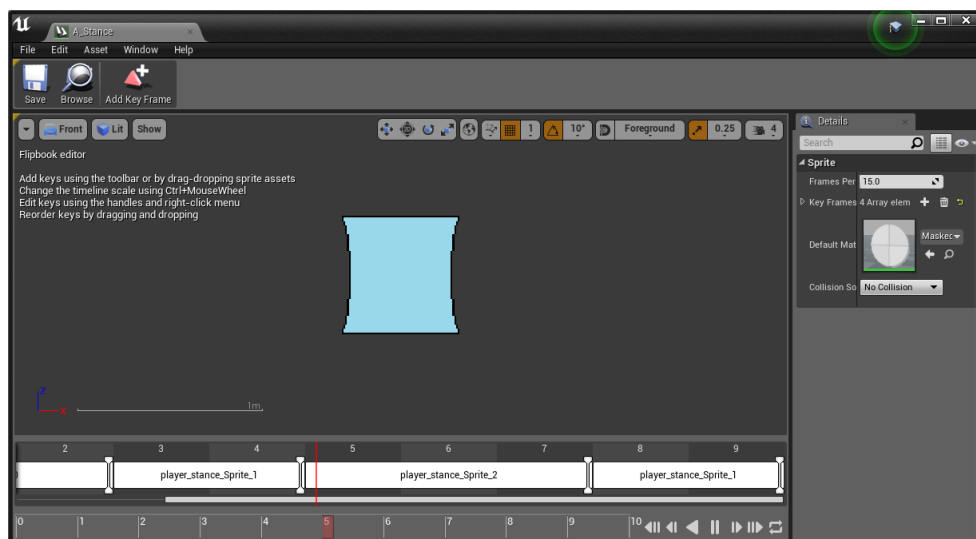 A_Stance
File Edit Asset Window Help
Save Browse Add Key Frame
Front Lit Show 1 10° Foreground 0.25 4
Flipbook editor
Add keys using the toolbar or by drag-dropping sprite assets
Change the timeline scale using Ctrl+MouseWheel
Edit keys using the handles and right-click menu
Reorder keys by dragging and dropping
Z
X
1m
Details
Search
Sprite
Frames Per 15.0
Key Frames 4 Array elem
Default Mat Maskec
Collision So No Collision
2 3 4 5 6 7 8 9
player_stance_Sprite_1 player_stance_Sprite_2 player_stance_Sprite_1
0 1 2 3 4 5 6 7 8 9 10